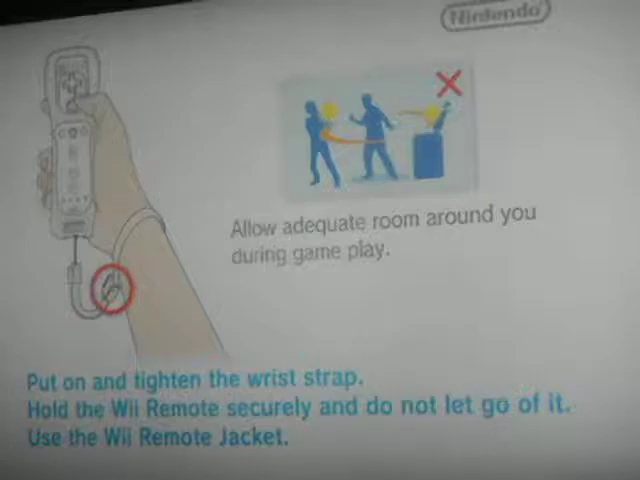 Nintendo
Allow adequate room around you
during game play.
Put on and tighten the wrist strap.
Hold the Wii Remote securely and do not let go of it.
Use the Wii Remote Jacket.